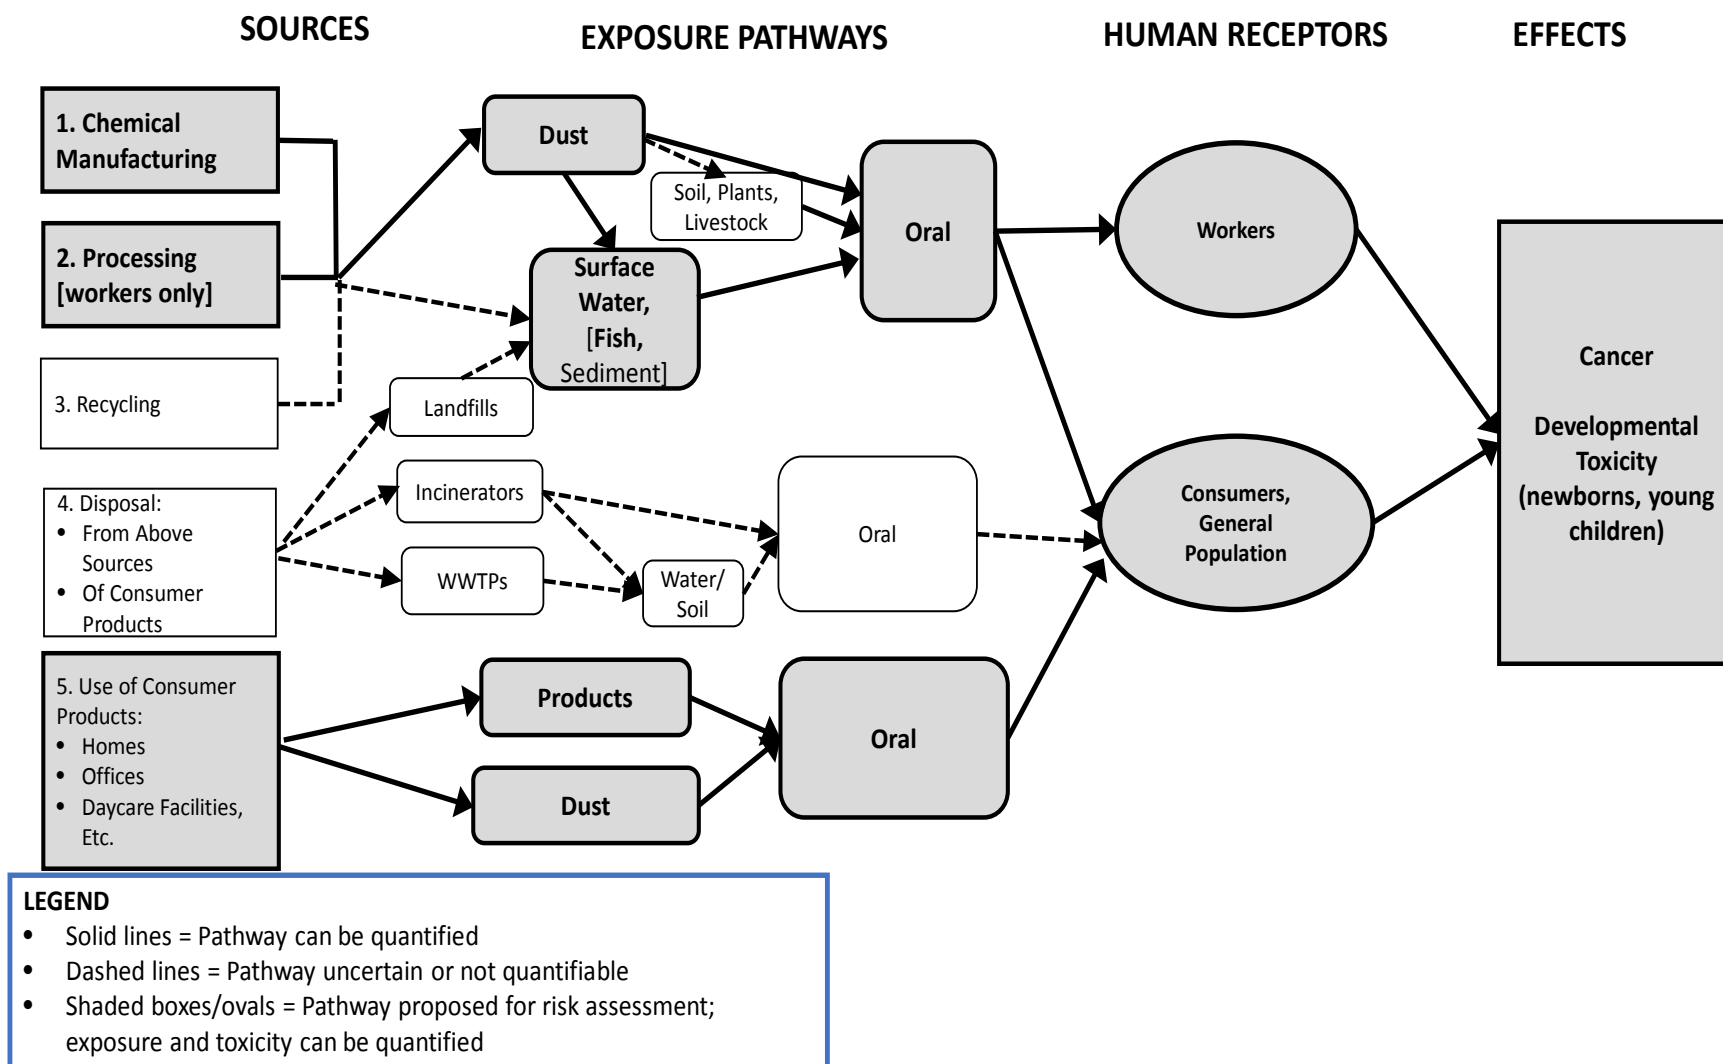 SOURCES
EXPOSURE PATHWAYS
HUMAN RECEPTORS
EFFECTS
1. Chemical
Manufacturing
2. Processing
[workers only]
3. Recycling
4. Disposal:
• From Above
Sources
• Of Consumer
Products
5. Use of Consumer
Products:
• Homes
• Offices
• Daycare Facilities,
Etc.
Dust
Soil, Plants,
Livestock
Surface
Water,
[Fish,
Sediment]
Landfills
Incinerators
WWTPs
Water/
Soil
Products
Dust
Oral
Oral
Oral
Workers
Consumers,
General
Population
Cancer
Developmental
Toxicity
(newborns, young
children)
LEGEND
• Solid lines = Pathway can be quantified
• Dashed lines = Pathway uncertain or not quantifiable
• Shaded boxes/ovals = Pathway proposed for risk assessment;
exposure and toxicity can be quantified